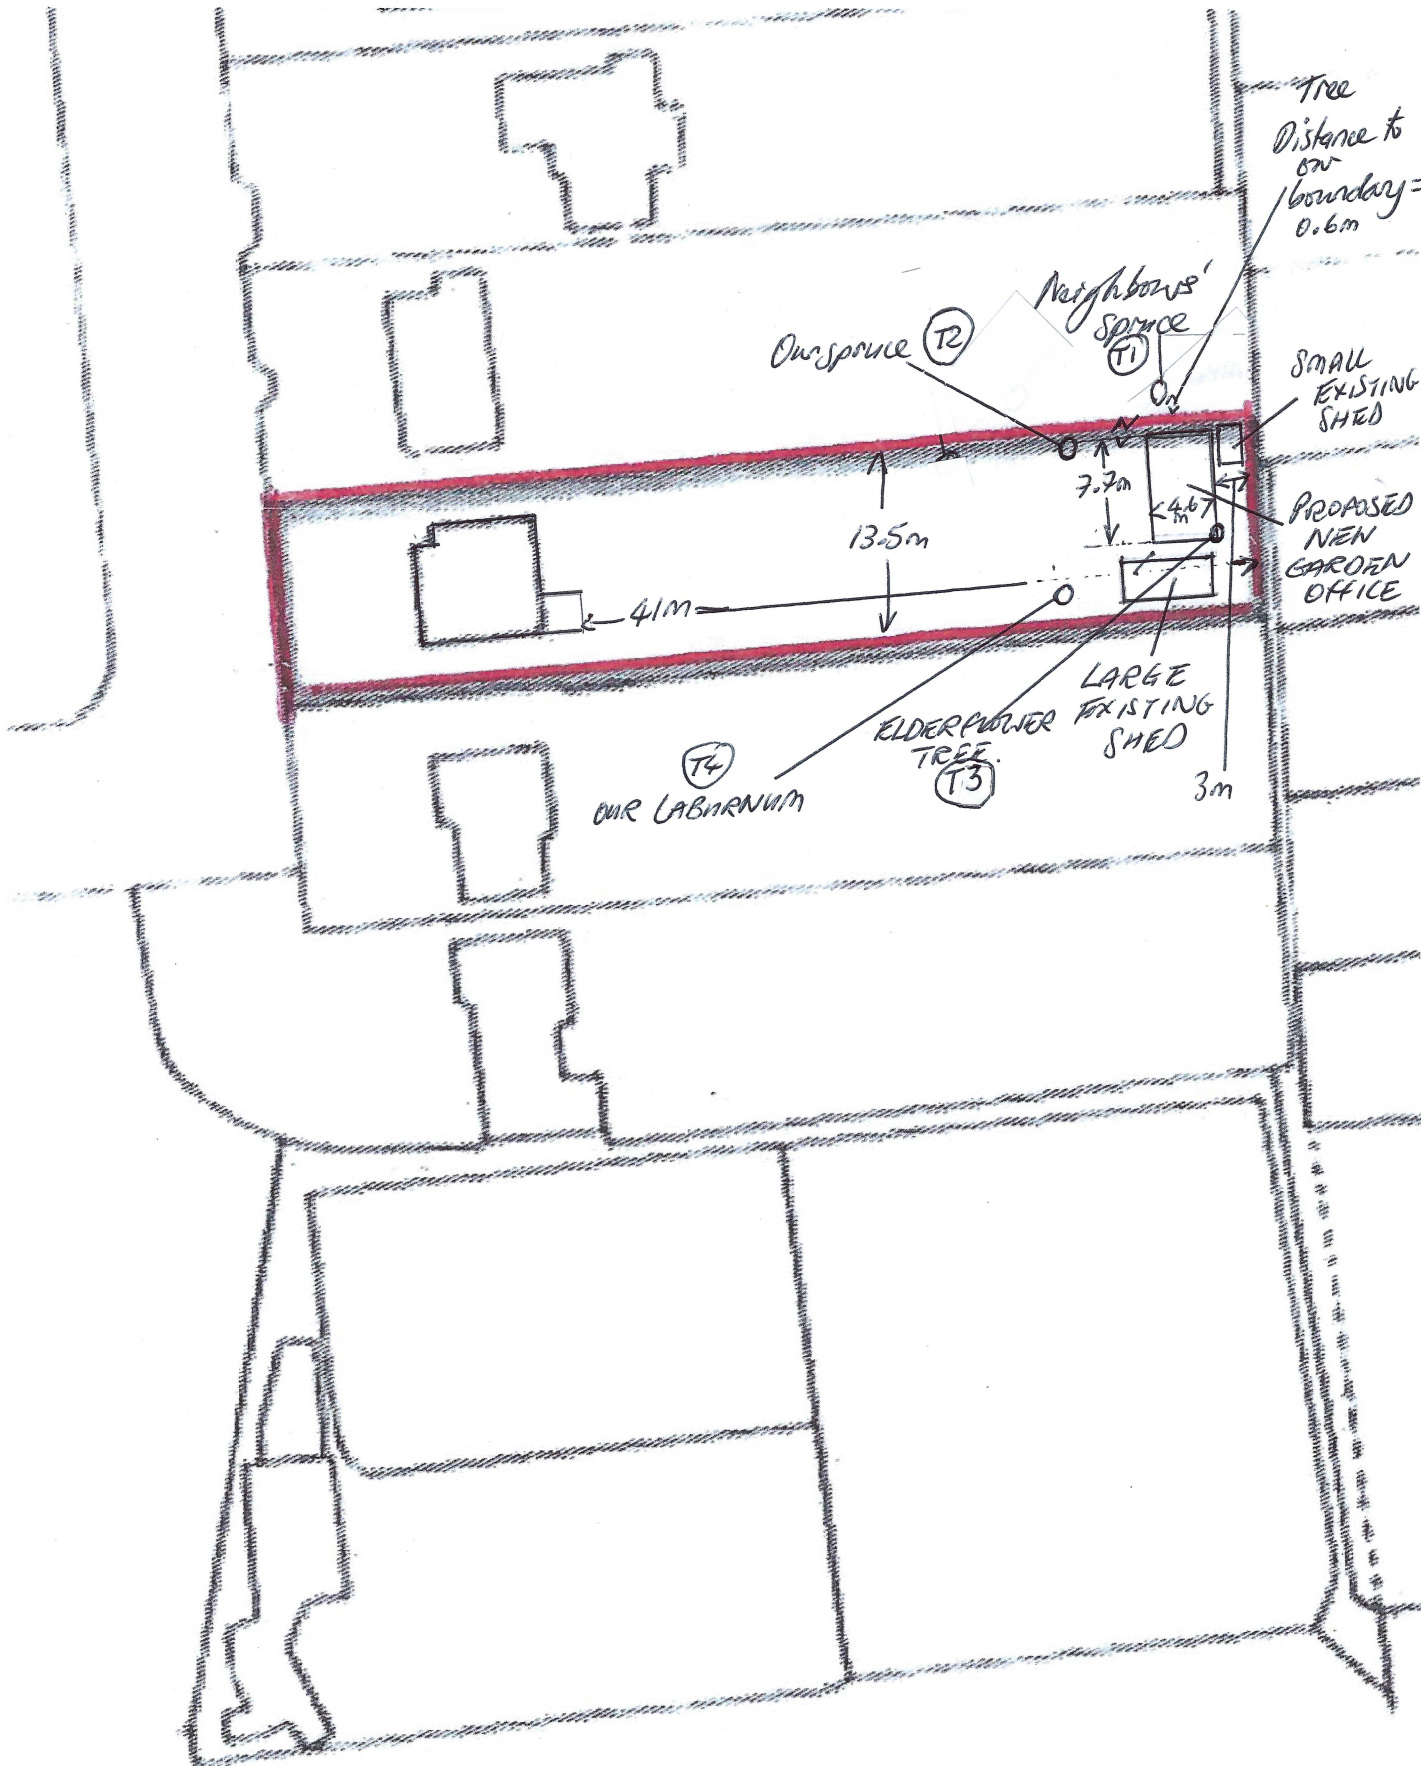 Tree
Distance to
our
boundary =
0.6m
Neighbours'
spruce
T1
Our spruce T2
SMALL
EXISTING
SHED
7.7m
4.6
m
13.5m
PROPOSED
NEW
GARDEN
OFFICE
41m
LARGE
EXISTING
SHED
ELDERFLOWER
TREE.
T3
T4
OUR LABURNUM
3m